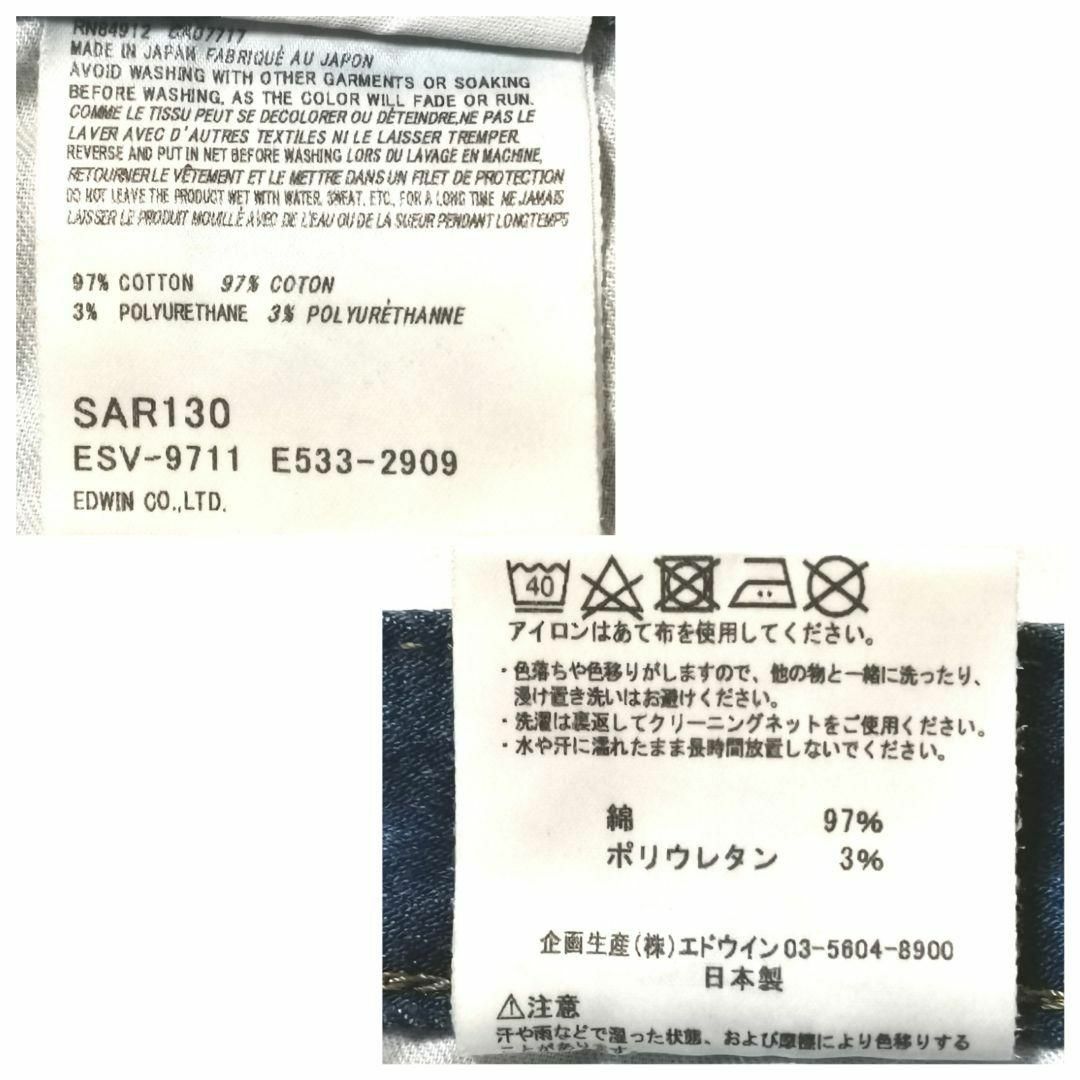 RN84912 CA07717
MADE IN JAPAN FABRIQUÉ AU JAPON
AVOID WASHING WITH OTHER GARMENTS OR SOAKING
BEFORE WASHING, AS THE COLOR WILL FADE OR RUN.
COMME LE TISSU PEUT SE DECOLORER OU DÉTEINDRE,NE PAS LE
LAVER AVEC D'AUTRES TEXTILES NI LE LAISSER TREMPER
REVERSE AND PUT IN NET BEFORE WASHING LORS DU LAVAGE EN MACHINE,
RETOURNER LE VÊTEMENT ET LE METTRE DANS UN FILET DE PROTECTION
DO NOT LEAVE THE PRODUCT WET WITH WATER, SWEAT, ETC, FOR A LONG TIME NE JAMAIS
LAISSER LE PRODUIT MOUILLÉ AVEC DE L'EAU OU DE LA SUEUR PENDANT LONGTEMPS
97% COTTON 97% COTON
3% POLYURETHANE 3% POLYURÉTHANNE
SAR130
ESV-9711 E533-2909
EDWIN CO.,LTD.
40
アイロンはあて布を使用してください。
・色落ちや色移りがしますので、他の物と一緒に洗ったり、
浸け置き洗いはお避けください。
・洗濯は裏返してクリーニングネットをご使用ください。
・水や汗に濡れたまま長時間放置しないでください。
綿 97%
ポリウレタン 3%
企画生産(株)エドウイン03-5604-8900
日本製
⚠注意
汗や雨などで湿った状態、および摩擦により色移りする
ことがあります。